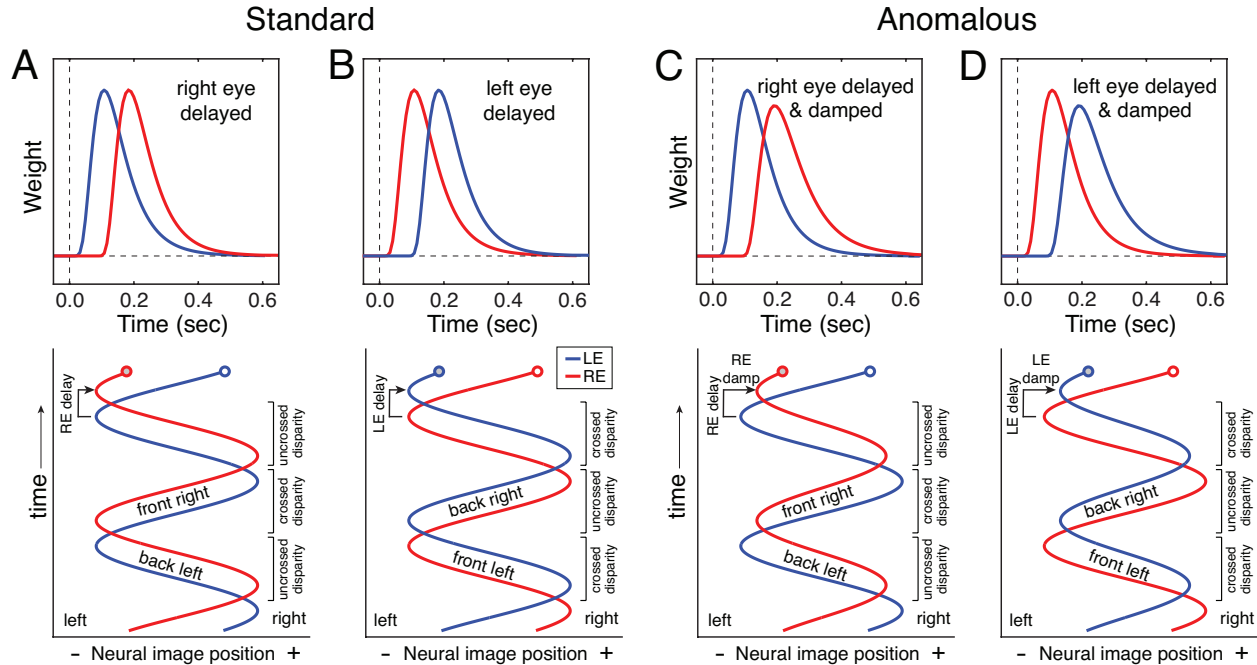 Standard
Anomalous
A
right eye
delayed
Weight
0.0 0.2 0.4 0.6
Time (sec)
B
left eye
delayed
0.0 0.2 0.4 0.6
Time (sec)
C
right eye delayed
& damped
Weight
0.0 0.2 0.4 0.6
Time (sec)
D
left eye delayed
& damped
0.0 0.2 0.4 0.6
Time (sec)
time
RE delay
uncrossed
disparity
crossed
disparity
uncrossed
disparity
front right
back left
left
right
- Neural image position +
LE
RE
LE delay
crossed
disparity
uncrossed
disparity
crossed
disparity
back right
front left
left
right
- Neural image position +
time
RE
damp
RE delay
uncrossed
disparity
crossed
disparity
uncrossed
disparity
front right
back left
left
right
- Neural image position +
LE
damp
LE delay
crossed
disparity
uncrossed
disparity
crossed
disparity
back right
front left
left
right
- Neural image position +